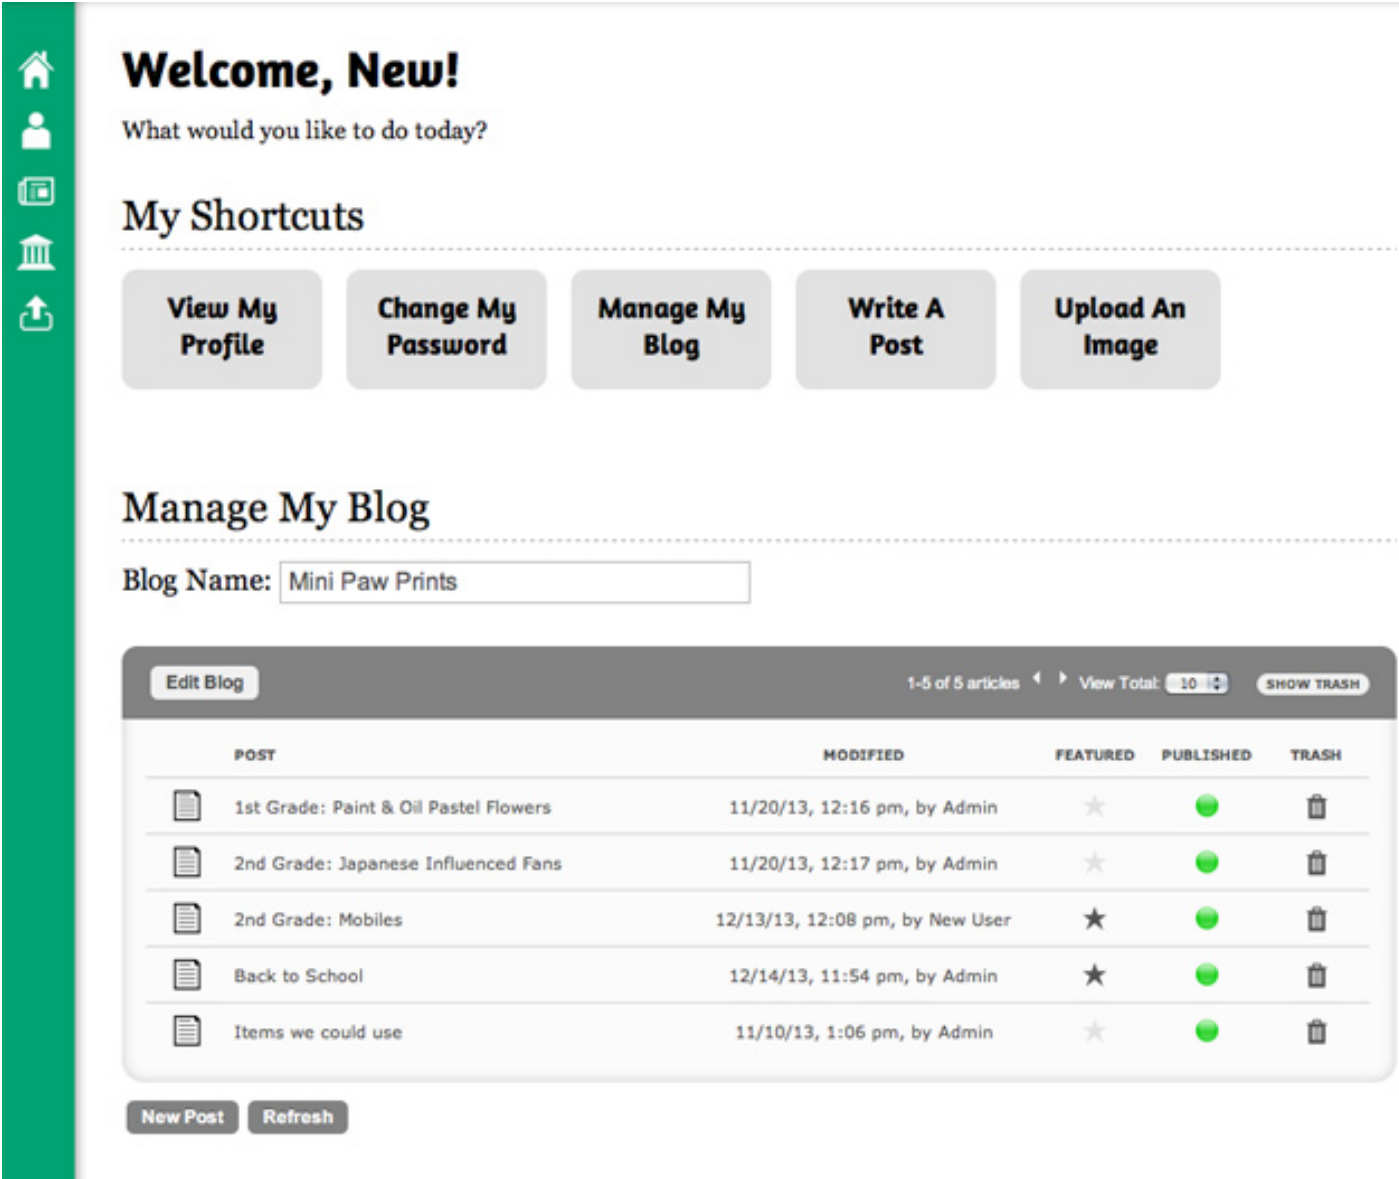 Welcome, New!
What would you like to do today?
My Shortcuts
View My
Profile
Change My
Password
Manage My
Blog
Write A
Post
Upload An
Image
Manage My Blog
Blog Name: Mini Paw Prints
Edit Blog 1-5 of 5 articles View Total: 10 SHOW TRASH
POST MODIFIED FEATURED PUBLISHED TRASH
1st Grade: Paint & Oil Pastel Flowers 11/20/13, 12:16 pm, by Admin
2nd Grade: Japanese Influenced Fans 11/20/13, 12:17 pm, by Admin
2nd Grade: Mobiles 12/13/13, 12:08 pm, by New User
Back to School 12/14/13, 11:54 pm, by Admin
Items we could use 11/10/13, 1:06 pm, by Admin
New Post Refresh